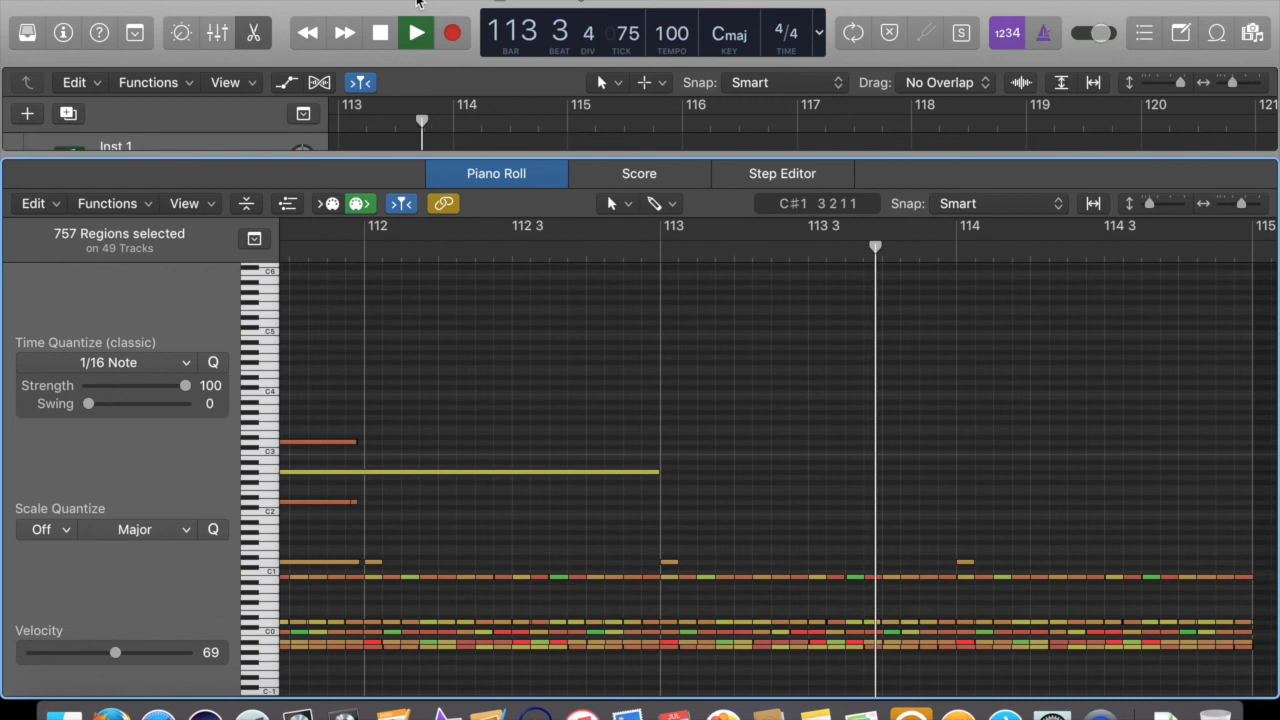 113 3 4 075 100 Cmaj 4/4
BAR BEAT DIV TICK TEMPO KEY TIME
S 1234
Edit Functions View Snap: Smart Drag: No Overlap
113 114 115 116 117 118 119 120 121
Inst 1
Piano Roll Score Step Editor
Edit Functions View C#1 3 2 1 1 Snap: Smart
757 Regions selected
on 49 Tracks
112 112 3 113 113 3 114 114 3 115
C6
C5
Time Quantize (classic)
1/16 Note Q
Strength 100
C4
Swing 0
C3
Scale Quantize
C2
Off Major Q
C1
Velocity
C0
69
C-1
JUL